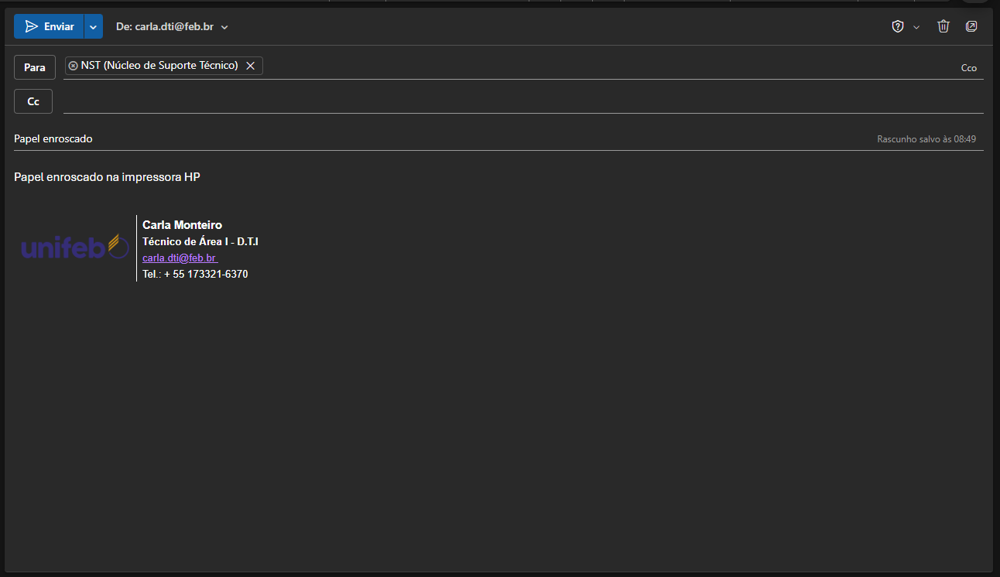 Enviar De: carla.dti@feb.br
Para NST (Núcleo de Suporte Técnico) Cco
Cc
Papel enroscado Rascunho salvo às 08:49
Papel enroscado na impressora HP
unifeb
Carla Monteiro
Técnico de Área I - D.T.I
carla.dti@feb.br
Tel.: + 55 173321-6370